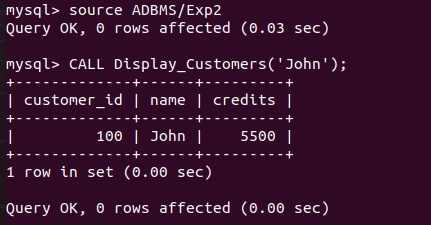 mysql> source ADBMS/Exp2
Query OK, 0 rows affected (0.03 sec)
mysql> CALL Display_Customers('John');
+-------------+------+---------+
| customer_id | name | credits |
+-------------+------+---------+
|         100 | John |    5500 |
+-------------+------+---------+
1 row in set (0.00 sec)
Query OK, 0 rows affected (0.00 sec)